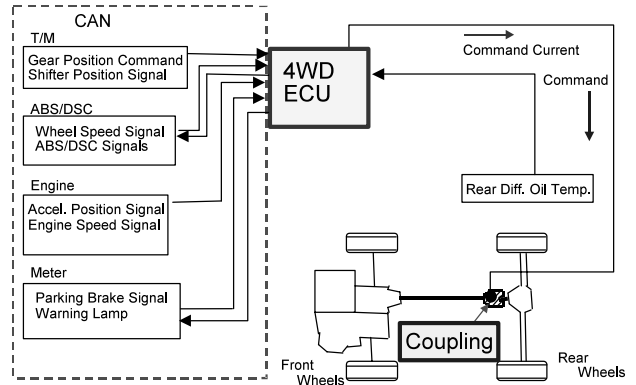 CAN
T/M
Gear Position Command
Shifter Position Signal
ABS/DSC
Wheel Speed Signal
ABS/DSC Signals
Engine
Accel. Position Signal
Engine Speed Signal
Meter
Parking Brake Signal
Warning Lamp
4WD
ECU
Command Current
Command
Rear Diff. Oil Temp.
Coupling
Front
Wheels
Rear
Wheels